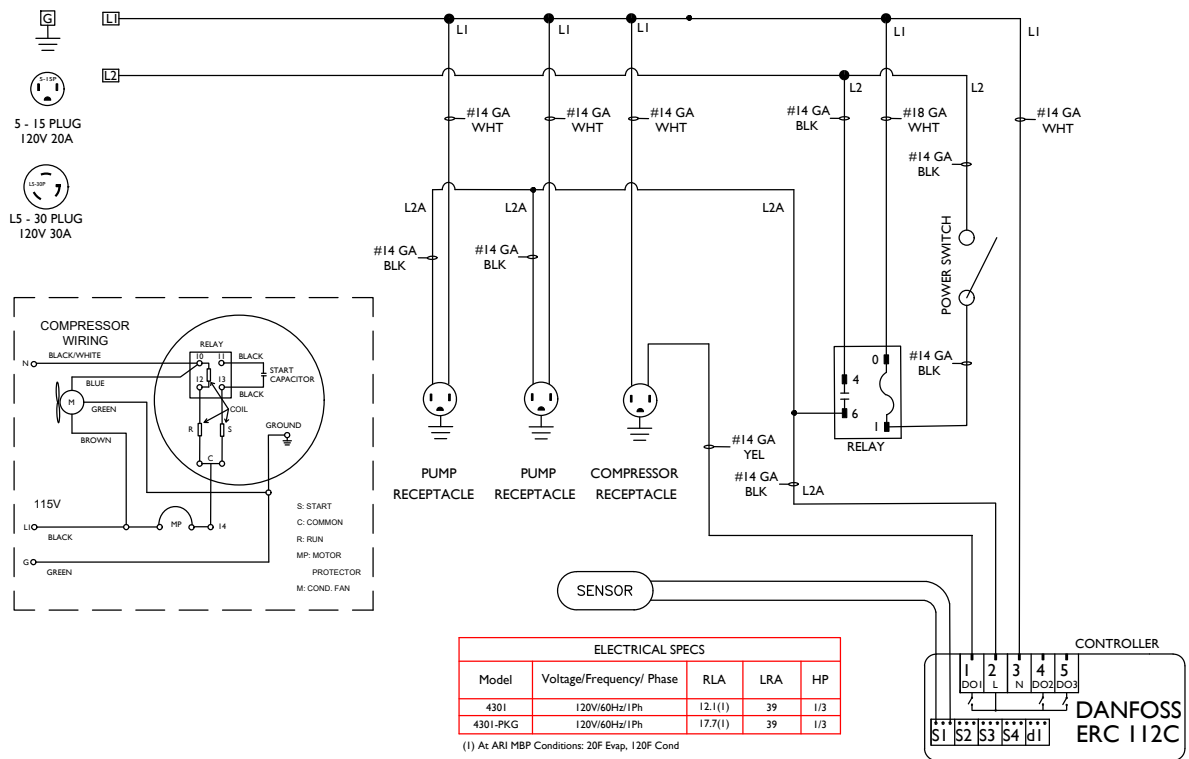 G
L1
L1
L1
L1
L1
L1
L2
L2
L2
5-15P
5 - 15 PLUG
120V 20A
L5-30P
L5 - 30 PLUG
120V 30A
#14 GA
WHT
#14 GA
WHT
#14 GA
WHT
#14 GA
BLK
#18 GA
WHT
#14 GA
BLK
#14 GA
WHT
L2A
L2A
L2A
#14 GA
BLK
#14 GA
BLK
POWER SWITCH
#14 GA
BLK
0
4
6
1
RELAY
#14 GA
YEL
#14 GA
BLK
L2A
PUMP
RECEPTACLE
PUMP
RECEPTACLE
COMPRESSOR
RECEPTACLE
COMPRESSOR
WIRING
N
BLACK/WHITE
BLUE
M
GREEN
BROWN
RELAY
10
11
12
13
BLACK
START
CAPACITOR
BLACK
COIL
R
S
C
GROUND
115V
L1
BLACK
MP
14
G
GREEN
S: START
C: COMMON
R: RUN
MP: MOTOR
PROTECTOR
M: COND. FAN
SENSOR
ELECTRICAL SPECS
Model Voltage/Frequency/ Phase RLA LRA HP
4301 120V/60Hz/1Ph 12.1(1) 39 1/3
4301-PKG 120V/60Hz/1Ph 17.7(1) 39 1/3
(1) At ARI MBP Conditions: 20F Evap, 120F Cond
CONTROLLER
1 2 3 4 5
DO1 L N DO2 DO3
S1 S2 S3 S4 d1
DANFOSS
ERC 112C